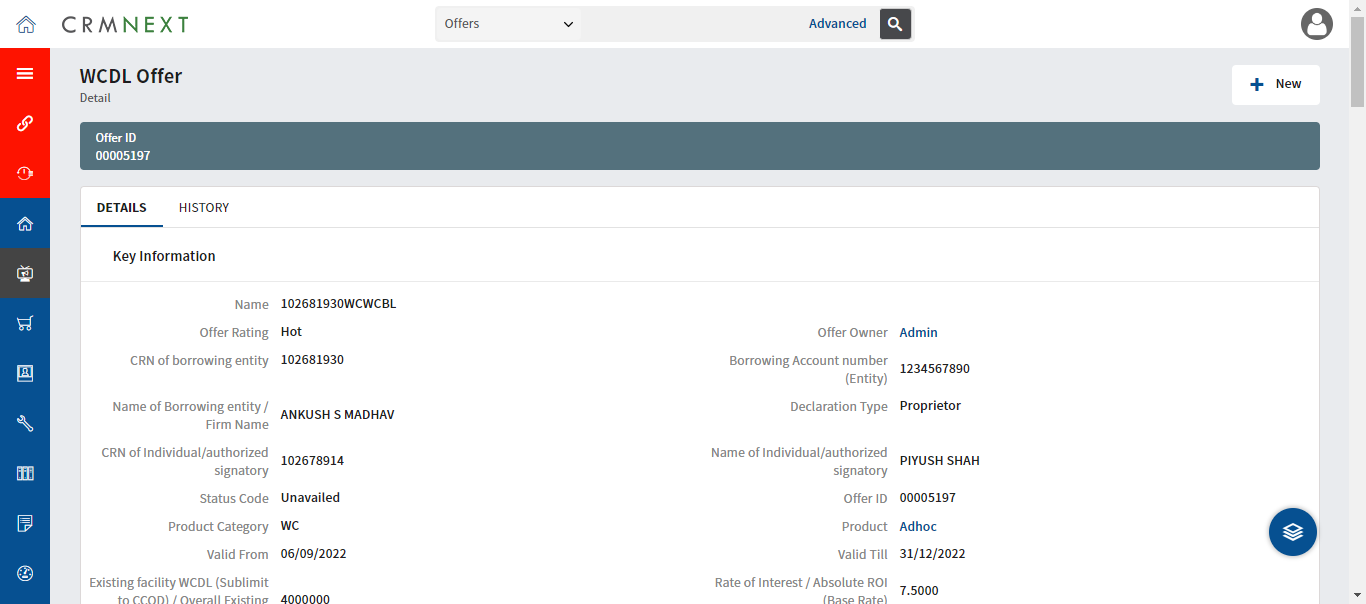 CRMNEXT
Offers
Advanced
WCDL Offer
Detail
New
Offer ID
00005197
DETAILS
HISTORY
Key Information
Name 102681930WCWCBL
Offer Rating Hot
Offer Owner Admin
CRN of borrowing entity 102681930
Borrowing Account number
(Entity) 1234567890
Name of Borrowing entity /
Firm Name ANKUSH S MADHAV
Declaration Type Proprietor
CRN of Individual/authorized
signatory 102678914
Name of Individual/authorized
signatory PIYUSH SHAH
Status Code Unavailed
Offer ID 00005197
Product Category WC
Product Adhoc
Valid From 06/09/2022
Valid Till 31/12/2022
Existing facility WCDL (Sublimit
to CCOD) / Overall Existing 4000000
Rate of Interest / Absolute ROI
(Base Rate) 7.5000